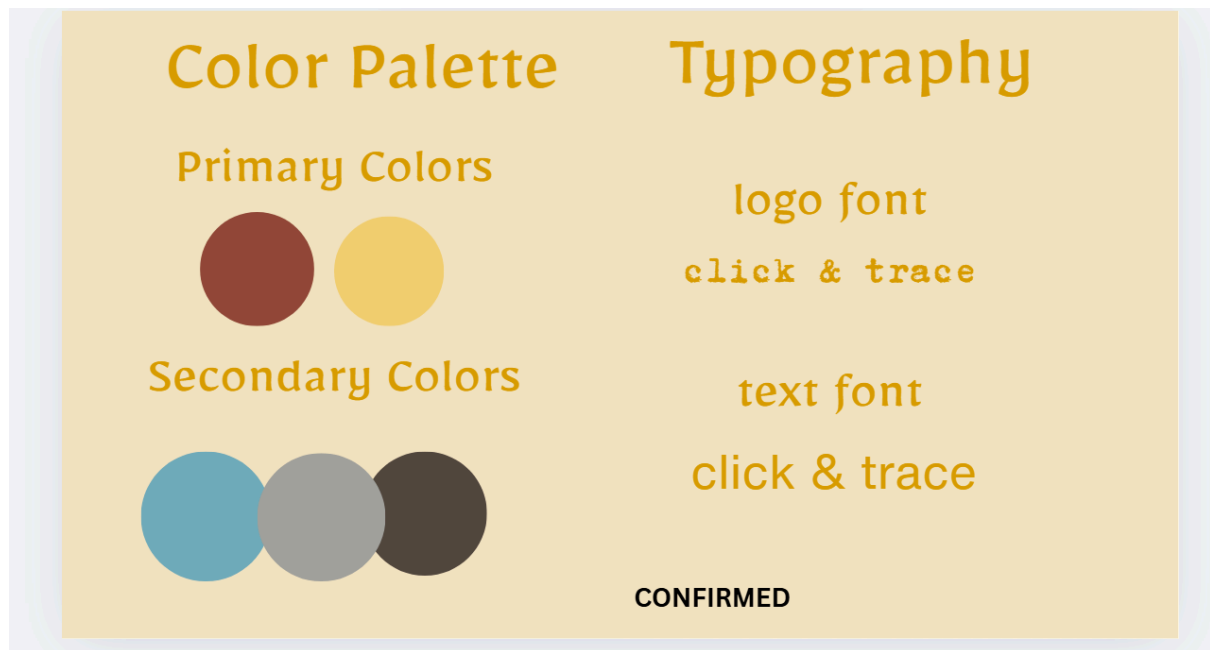 Color Palette
Primary Colors
Secondary Colors
Typography
logo font
click & trace
text font
click & trace
CONFIRMED